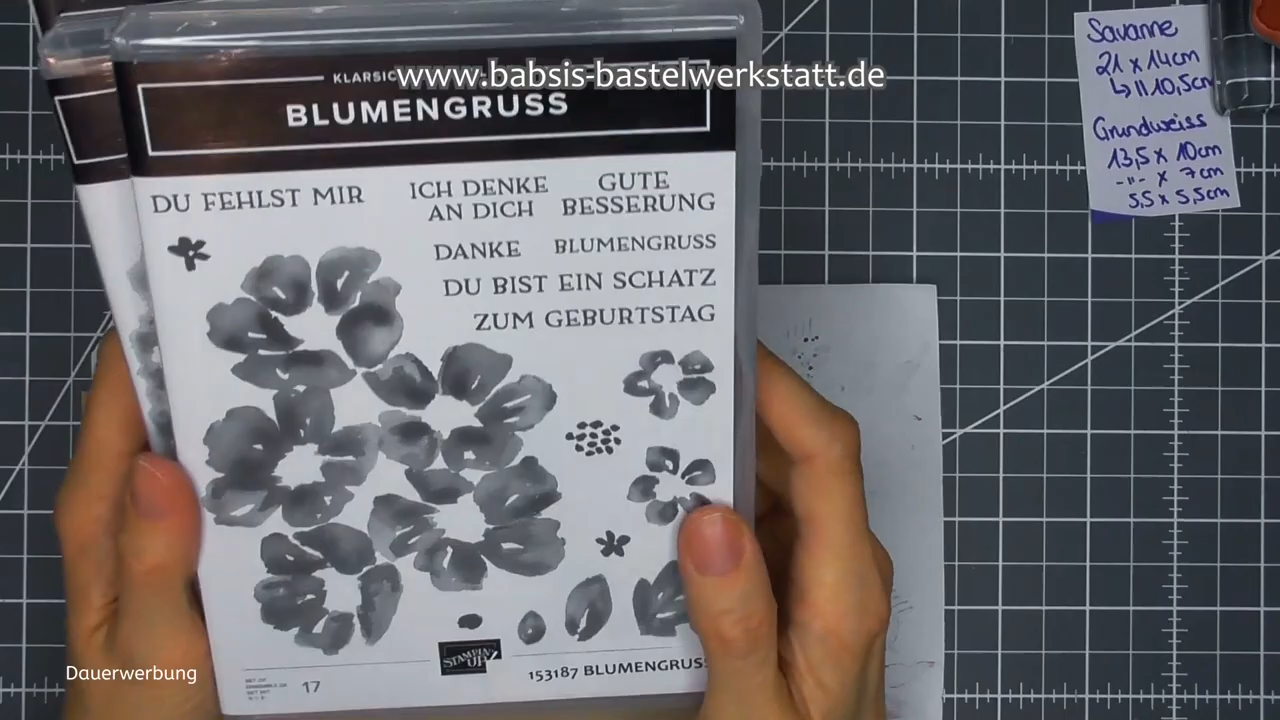 www.babsis-bastelwerkstatt.de
BLUMENGRUSS
DU FEHLST MIR
ICH DENKE
AN DICH
GUTE
BESSERUNG
DANKE
BLUMENGRUSS
DU BIST EIN SCHATZ
ZUM GEBURTSTAG
STAMPIN' UP!
17
153187 BLUMENGRUSS
Savanne
21 x 14cm
↳ || 10,5cm
Grundweiss
13,5 x 10cm
-"- x 7cm
5,5 x 5,5cm
Dauerwerbung